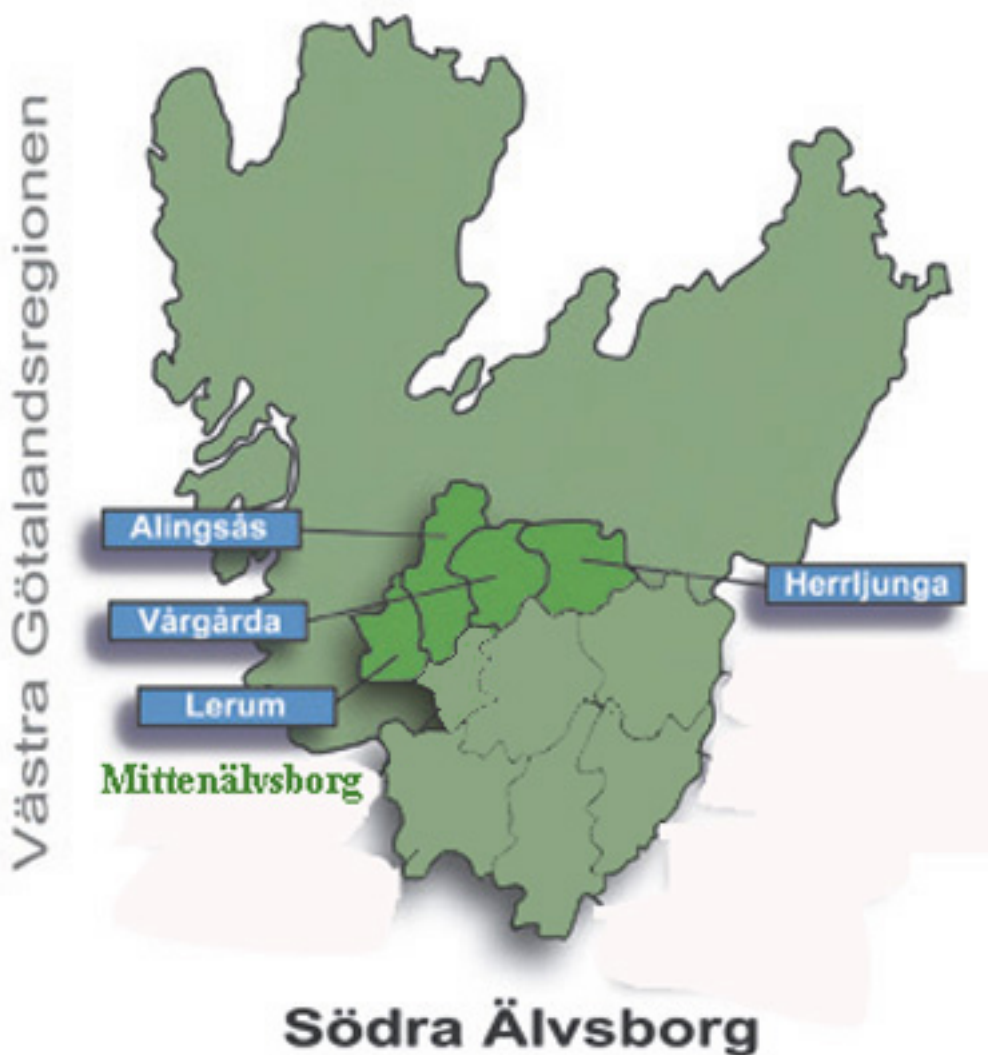 Västra Götalandsregionen
Alingsås
Vårgårda
Herrljunga
Lerum
Mittenälvsborg
Södra Älvsborg